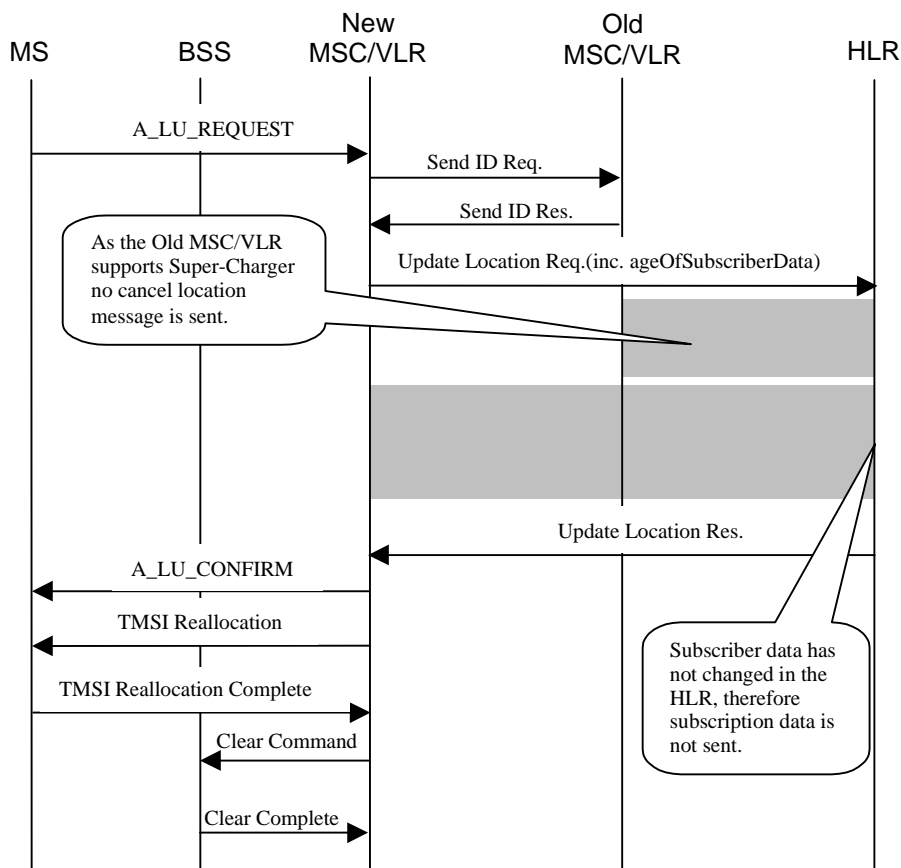 MS
BSS
New
MSC/VLR
Old
MSC/VLR
HLR
A_LU_REQUEST
Send ID Req.
Send ID Res.
As the Old MSC/VLR
supports Super-Charger
no cancel location
message is sent.
Update Location Req.(inc. ageOfSubscriberData)
Update Location Res.
A_LU_CONFIRM
TMSI Reallocation
Subscriber data has
not changed in the
HLR, therefore
subscription data is
not sent.
TMSI Reallocation Complete
Clear Command
Clear Complete